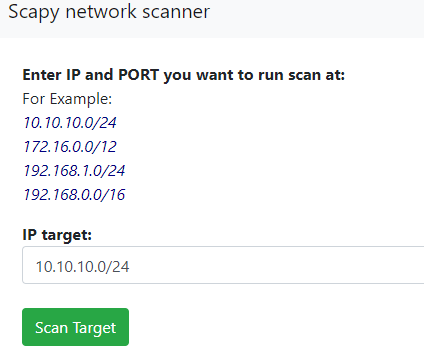 Scapy network scanner
Enter IP and PORT you want to run scan at:
For Example:
10.10.10.0/24
172.16.0.0/12
192.168.1.0/24
192.168.0.0/16
IP target:
10.10.10.0/24
Scan Target